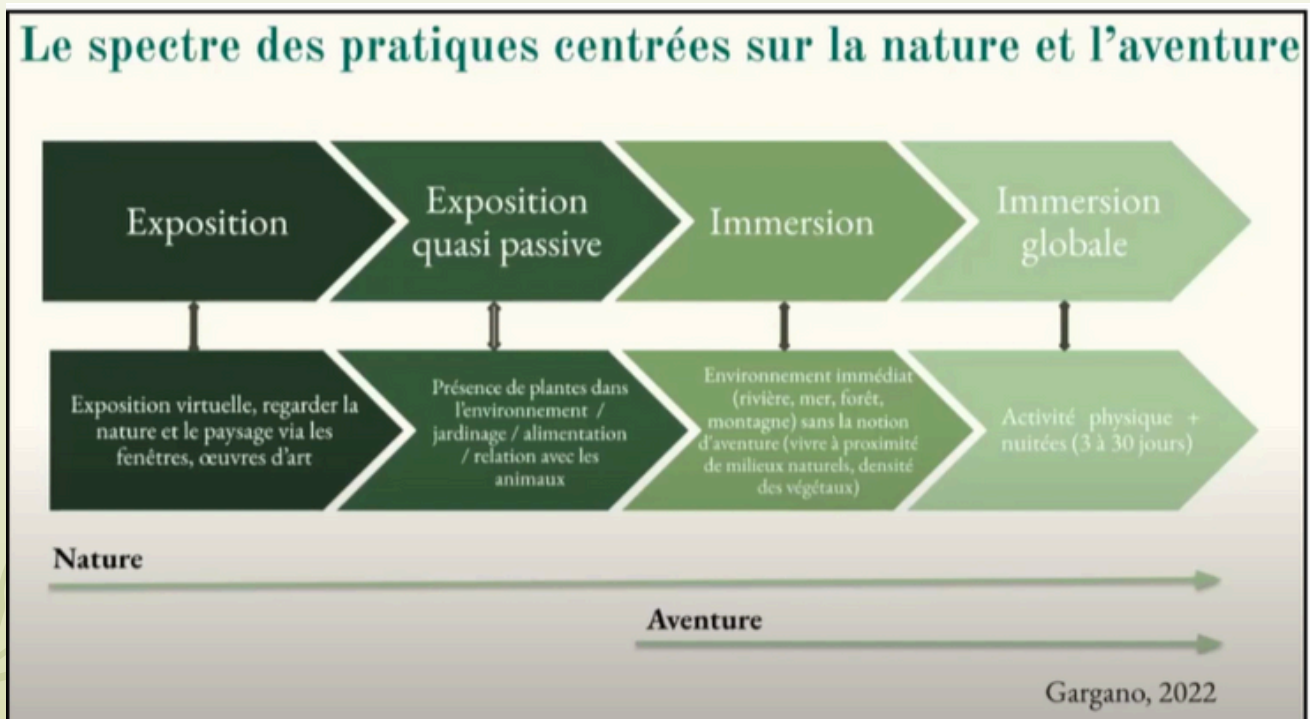 Le spectre des pratiques centrées sur la nature et l’aventure
Exposition
Exposition
quasi passive
Immersion
Immersion
globale
Exposition virtuelle, regarder la
nature et le paysage via les
fenêtres, œuvres d’art
Présence de plantes dans
l’environnement /
jardinage / alimentation
/ relation avec les
animaux
Environnement immédiat
(rivière, mer, forêt,
montagne) sans la notion
d’aventure (vivre à proximité
de milieux naturels, densité
des végétaux)
Activité physique +
nuitées (3 à 30 jours)
Nature
Aventure
Gargano, 2022